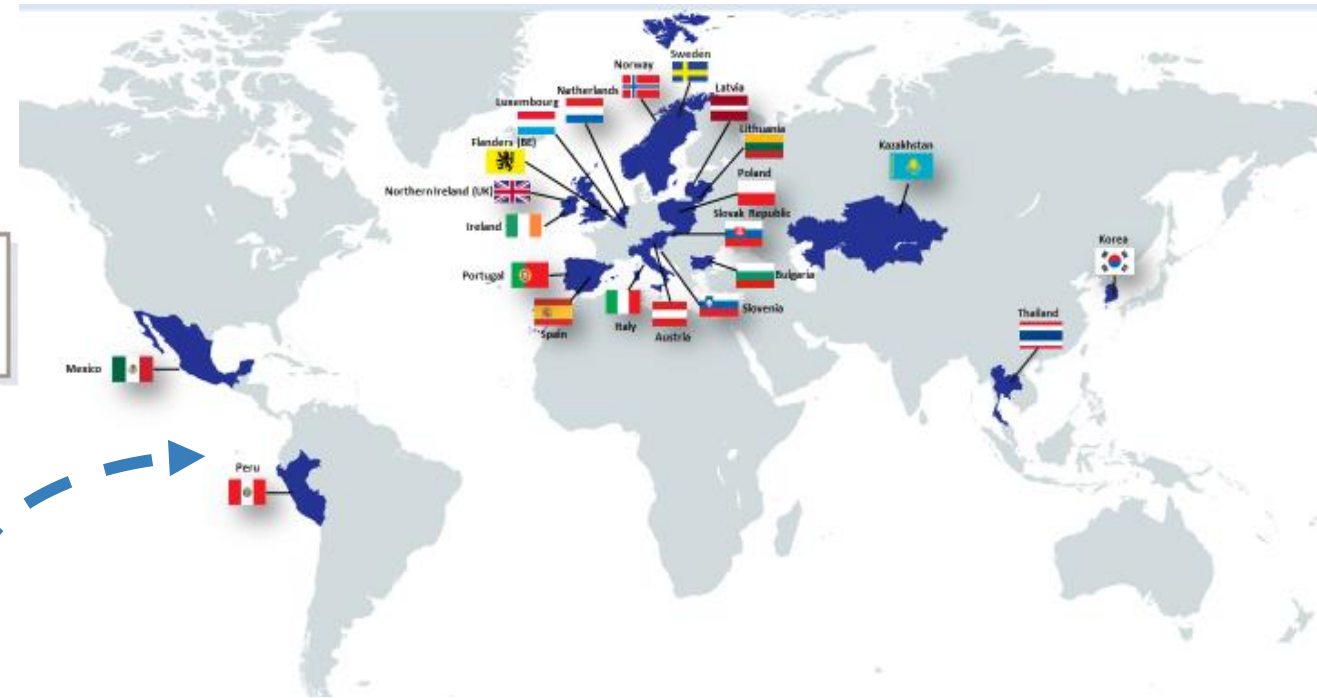 Sweden
Norway
Netherlands
Latvia
Luxembourg
Lithuania
Flanders (BE)
Kazakhstan
Poland
Northern Ireland (UK)
Slovak Republic
Ireland
Korea
Portugal
Bulgaria
Slovenia
Thailand
Italy
Spain
Austria
Mexico
Peru